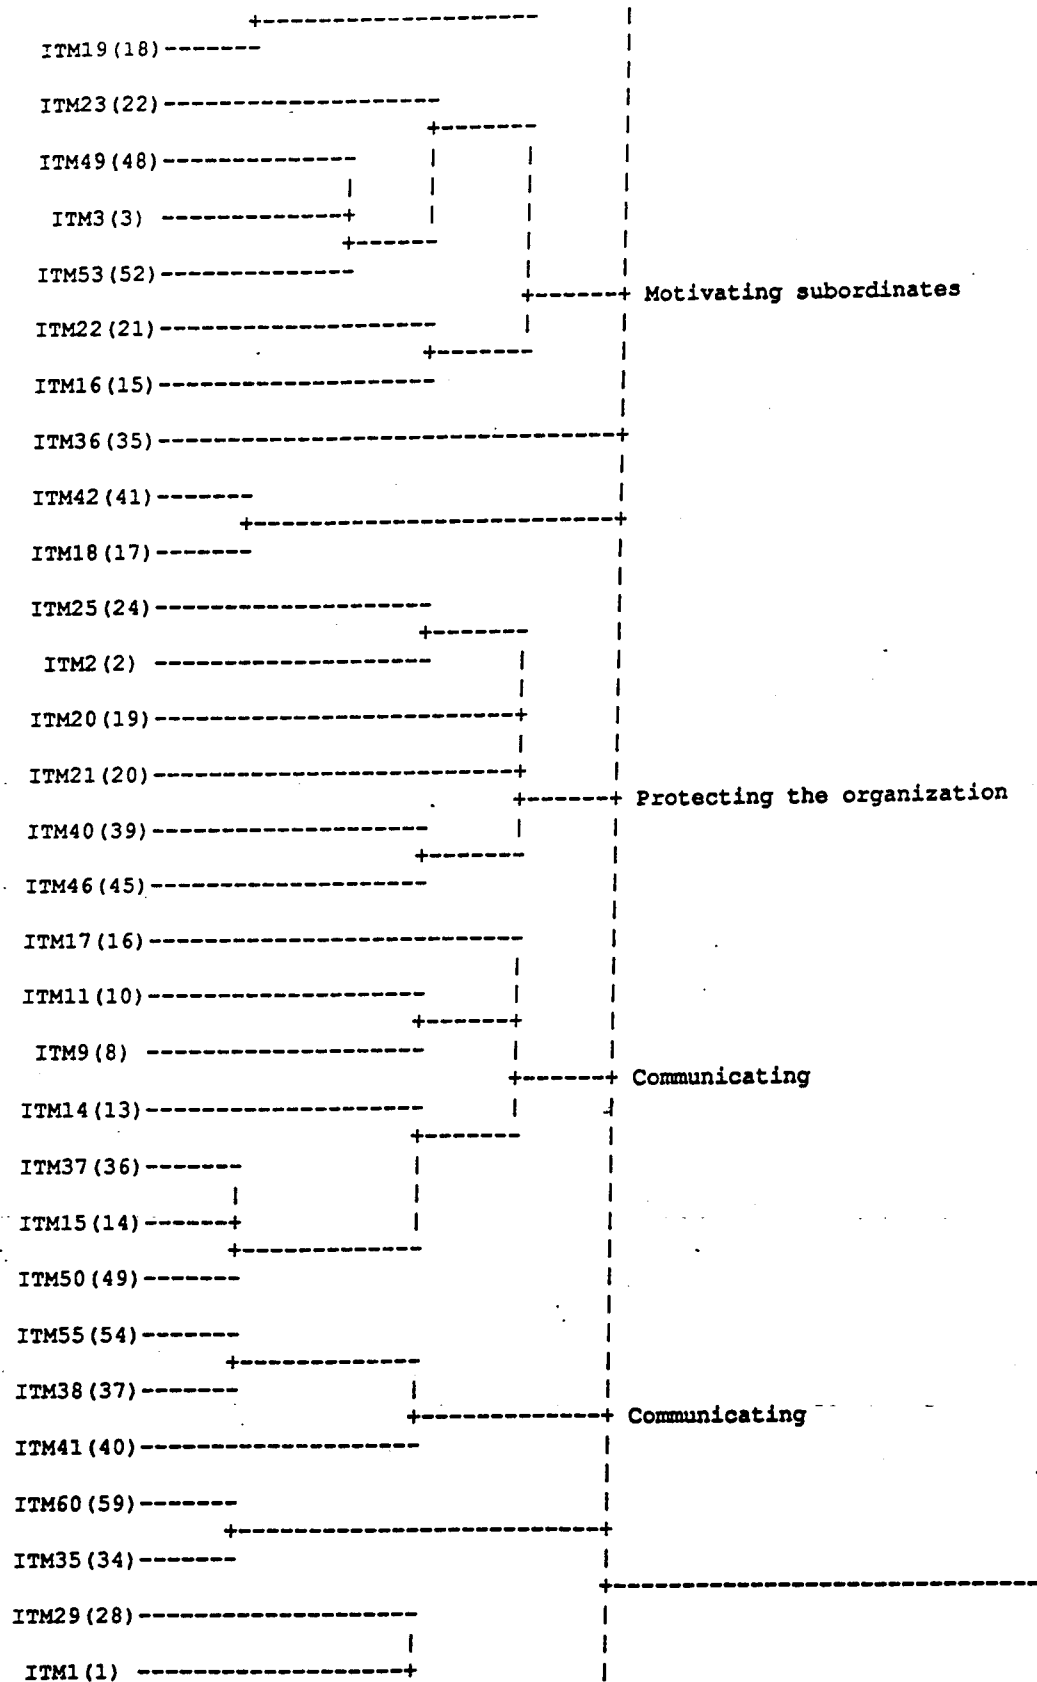 ITM19(18)
ITM23(22)
ITM49(48)
ITM3(3)
ITM53(52)
Motivating subordinates
ITM22(21)
ITM16(15)
ITM36(35)
ITM42(41)
ITM18(17)
ITM25(24)
ITM2(2)
ITM20(19)
ITM21(20)
Protecting the organization
ITM40(39)
ITM46(45)
ITM17(16)
ITM11(10)
ITM9(8)
Communicating
ITM14(13)
ITM37(36)
ITM15(14)
ITM50(49)
ITM55(54)
ITM38(37)
Communicating
ITM41(40)
ITM60(59)
ITM35(34)
ITM29(28)
ITM1(1)